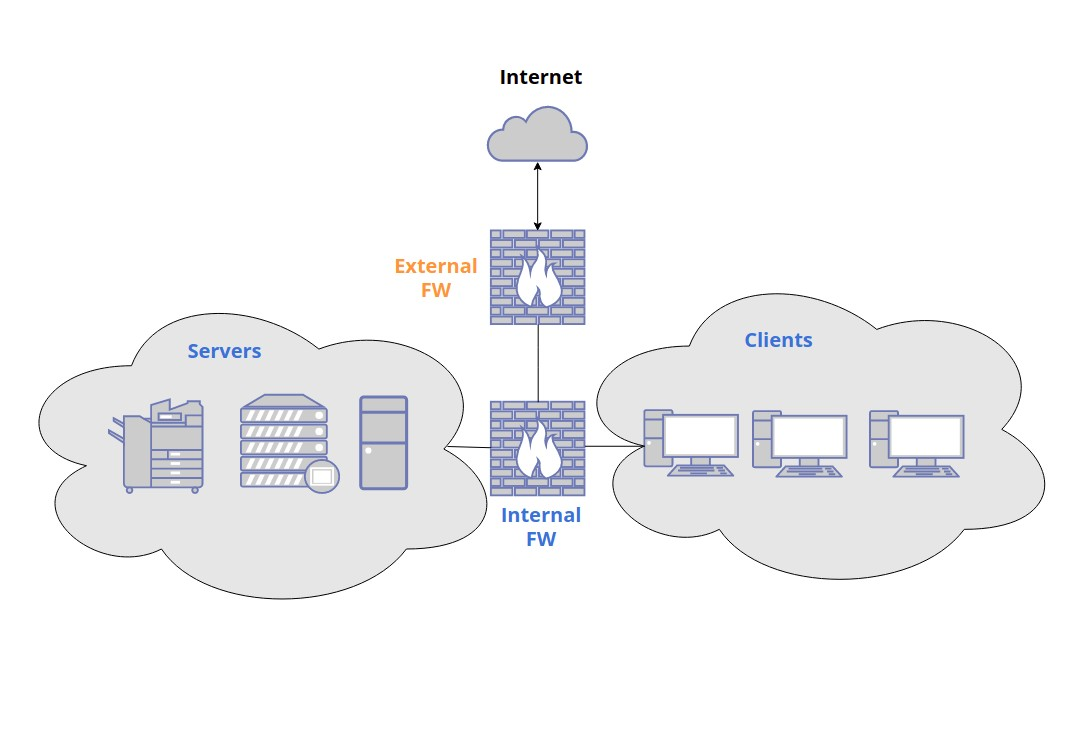 Internet
External
FW
Servers
Clients
Internal
FW